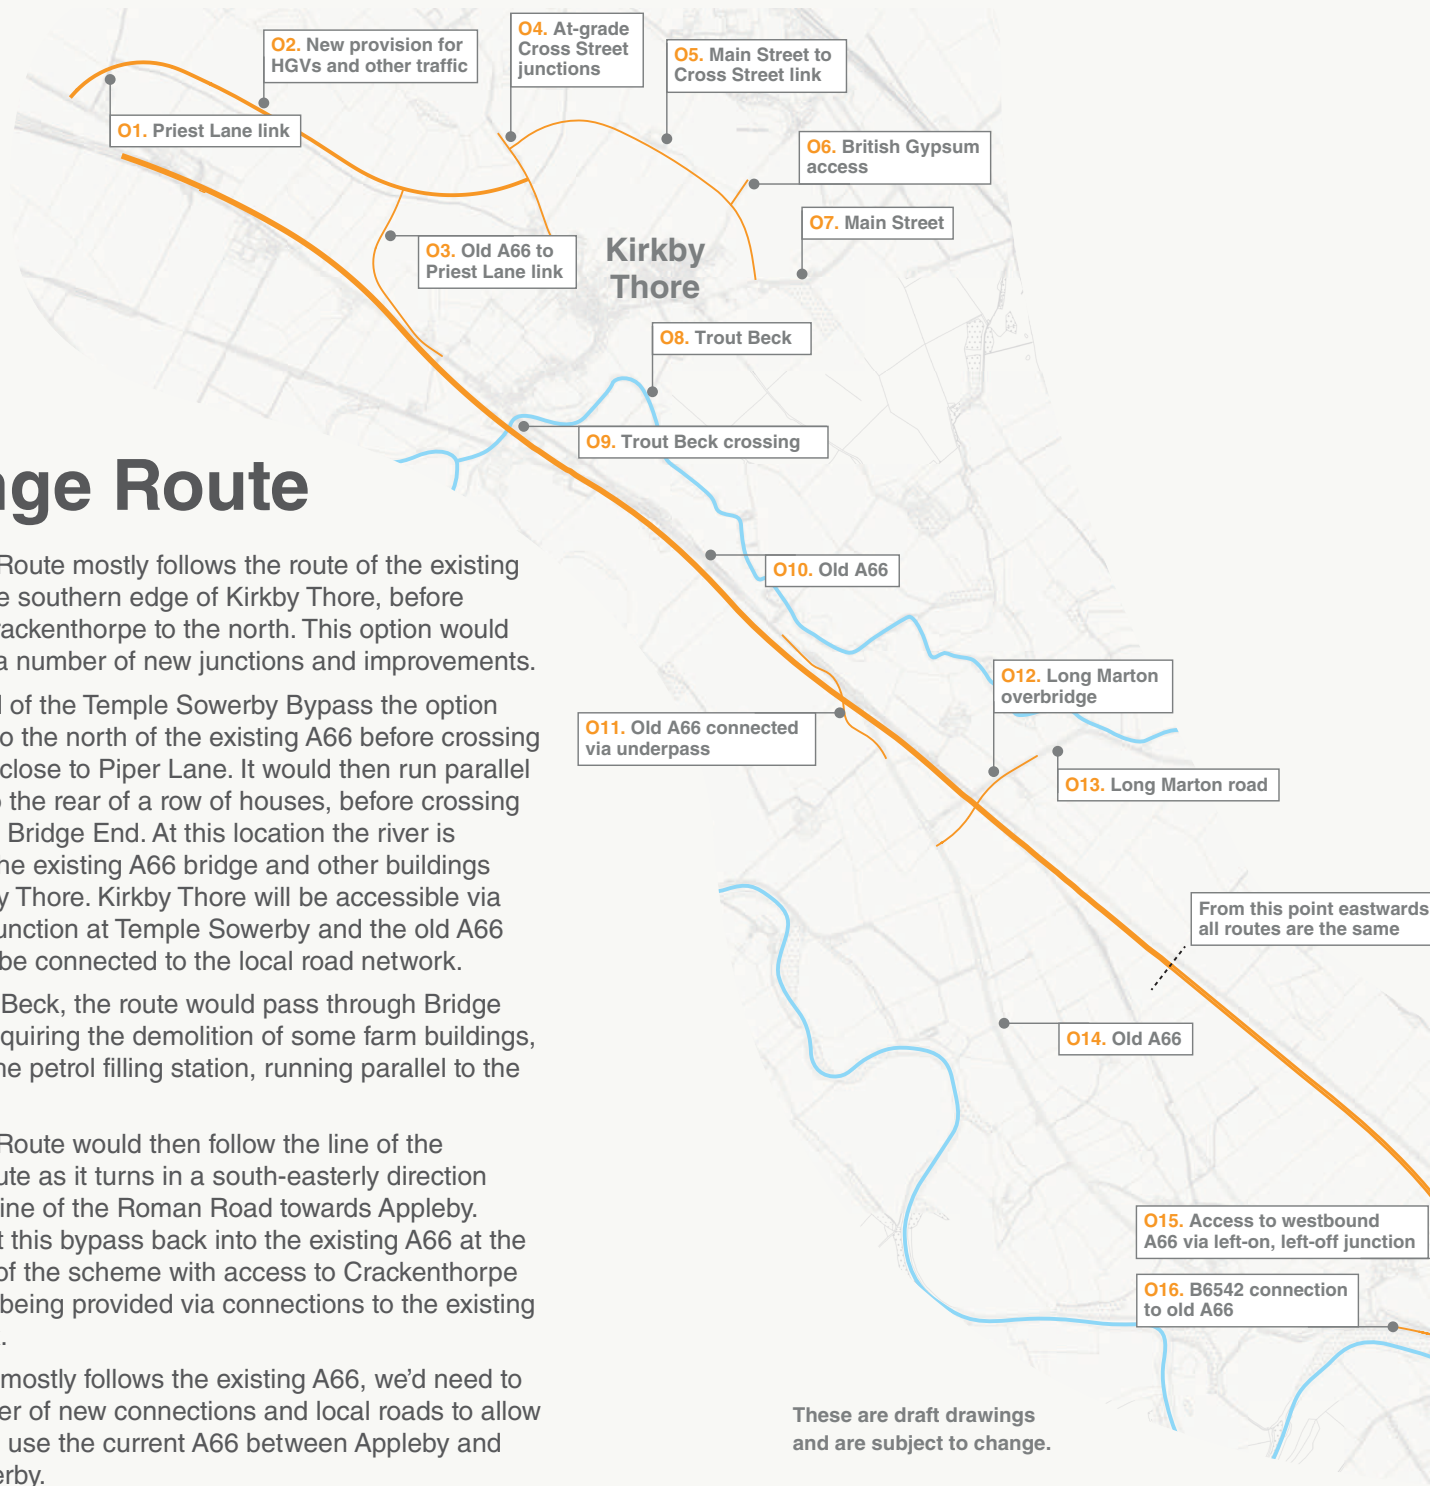 O1. Priest Lane link
O2. New provision for
HGVs and other traffic
O3. Old A66 to
Priest Lane link
O4. At-grade
Cross Street
junctions
O5. Main Street to
Cross Street link
O6. British Gypsum
access
O7. Main Street
Kirkby
Thore
O8. Trout Beck
O9. Trout Beck crossing
O10. Old A66
O11. Old A66 connected
via underpass
O12. Long Marton
overbridge
O13. Long Marton road
From this point eastwards
all routes are the same
O14. Old A66
O15. Access to westbound
A66 via left-on, left-off junction
O16. B6542 connection
to old A66
These are draft drawings
and are subject to change.
nge Route
Route mostly follows the route of the existing
e southern edge of Kirkby Thore, before
rackenthorpe to the north. This option would
a number of new junctions and improvements.
d of the Temple Sowerby Bypass the option
o the north of the existing A66 before crossing
close to Piper Lane. It would then run parallel
o the rear of a row of houses, before crossing
Bridge End. At this location the river is
he existing A66 bridge and other buildings
y Thore. Kirkby Thore will be accessible via
unction at Temple Sowerby and the old A66
be connected to the local road network.
Beck, the route would pass through Bridge
quiring the demolition of some farm buildings,
he petrol filling station, running parallel to the
Route would then follow the line of the
ute as it turns in a south-easterly direction
line of the Roman Road towards Appleby.
t this bypass back into the existing A66 at the
of the scheme with access to Crackenthorpe
being provided via connections to the existing
.
mostly follows the existing A66, we’d need to
er of new connections and local roads to allow
use the current A66 between Appleby and
erby.